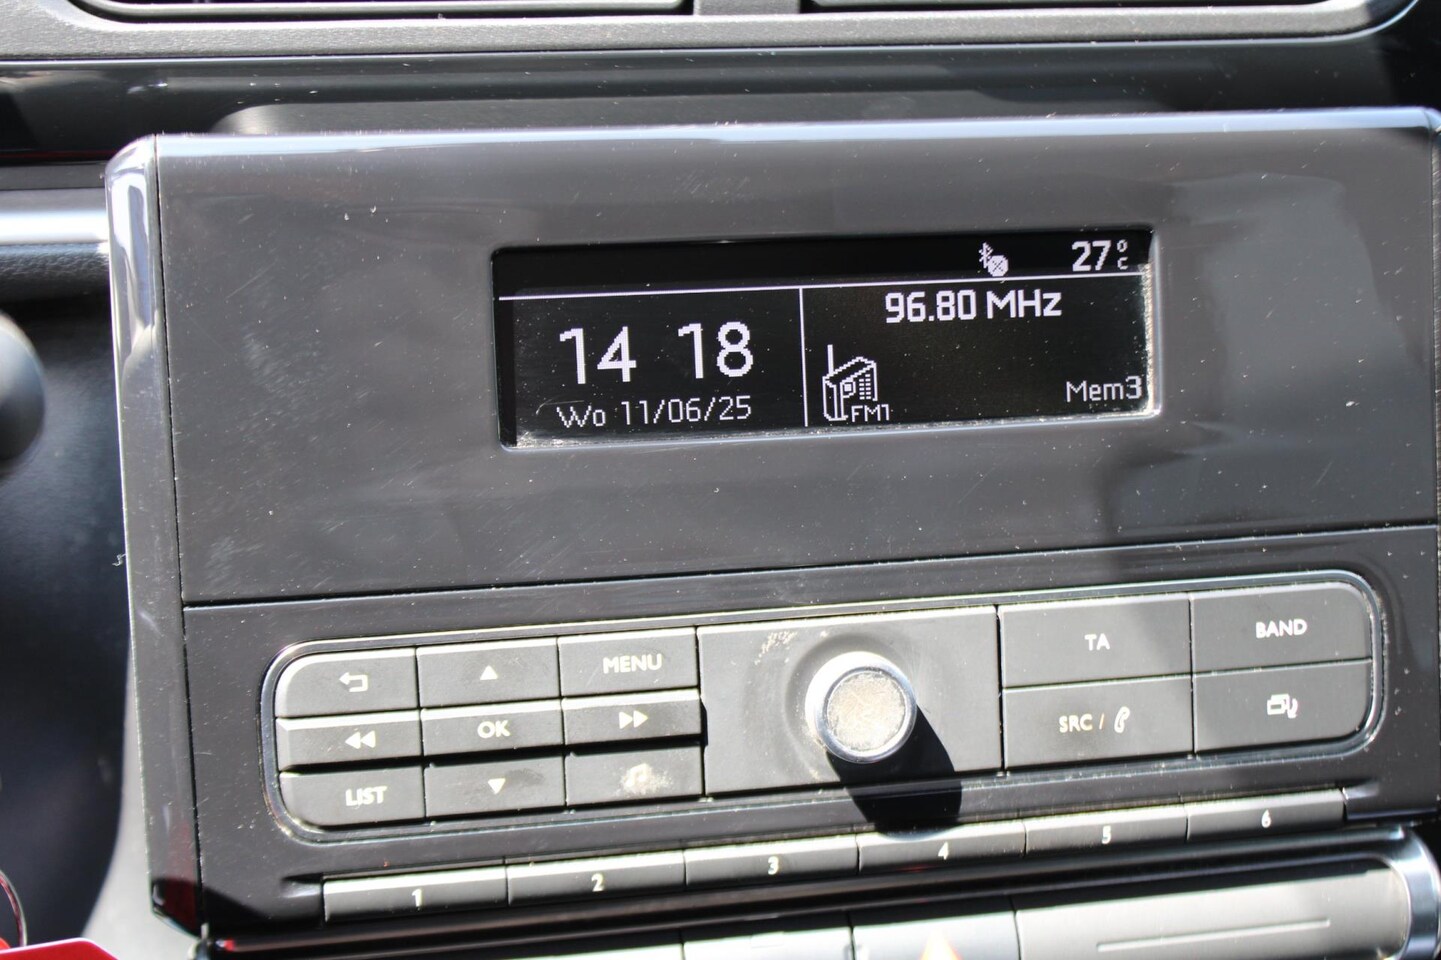 27°C
96.80 MHz
14 18
Wo 11/06/25
FM1
Mem3
MENU
OK
LIST
TA
BAND
SRC /
1
2
3
4
5
6